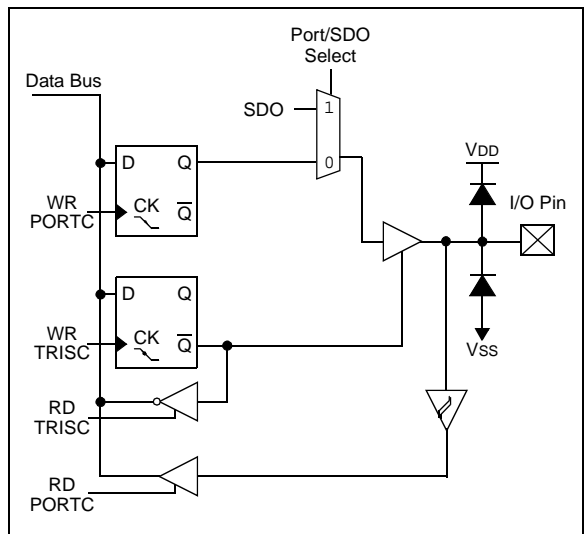 Port/SDO
Select
Data Bus
SDO
1
0
D
Q
CK
Q
WR
PORTC
VDD
I/O Pin
D
Q
CK
Q
WR
TRISC
VSS
RD
TRISC
RD
PORTC